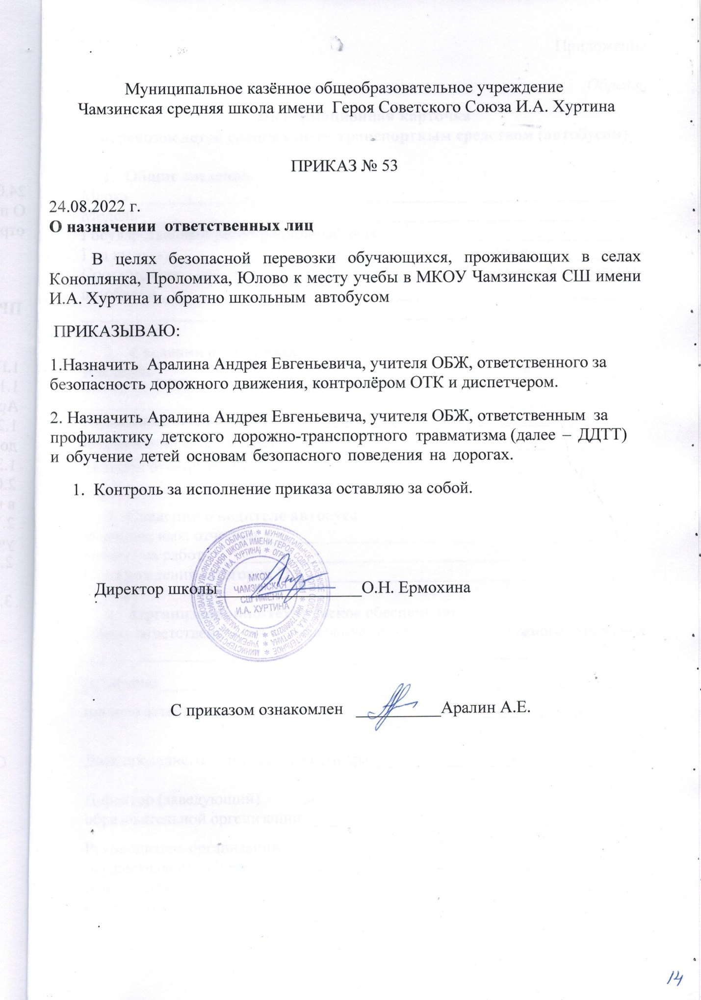 Муниципальное казённое общеобразовательное учреждение
Чамзинская средняя школа имени Героя Советского Союза И.А. Хуртина
ПРИКАЗ № 53
24.08.2022 г.
О назначении ответственных лиц
В целях безопасной перевозки обучающихся, проживающих в селах
Коноплянка, Проломиха, Юлово к месту учебы в МКОУ Чамзинская СШ имени
И.А. Хуртина и обратно школьным автобусом
ПРИКАЗЫВАЮ:
1.Назначить Аралина Андрея Евгеньевича, учителя ОБЖ, ответственного за
безопасность дорожного движения, контролёром ОТК и диспетчером.
2. Назначить Аралина Андрея Евгеньевича, учителя ОБЖ, ответственным за
профилактику детского дорожно-транспортного травматизма (далее – ДДТТ)
и обучение детей основам безопасного поведения на дорогах.
1. Контроль за исполнение приказа оставляю за собой.
МКОУ
ЧАМЗИНСКАЯ
СШ ИМЕНИ
И.А. ХУРТИНА
Директор школы О.Н. Ермохина
С приказом ознакомлен Аралин А.Е.
14